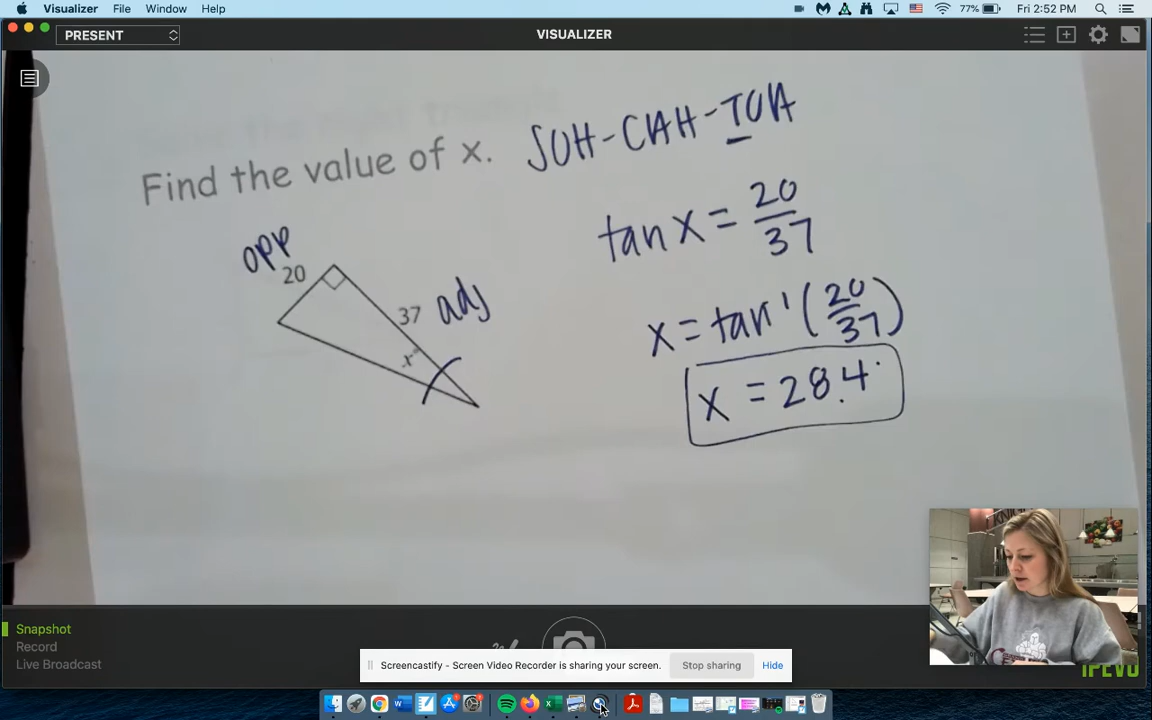 Visualizer File Window Help 77% Fri 2:52 PM
PRESENT VISUALIZER
Find the value of x. SOH-CAH-TOA
tan x = 20/37
opp
20
37 adj
x°
x = tan⁻¹(20/37)
x = 28.4°
Snapshot
Record
Live Broadcast
Screencastify - Screen Video Recorder is sharing your screen. Stop sharing Hide
IPEVO